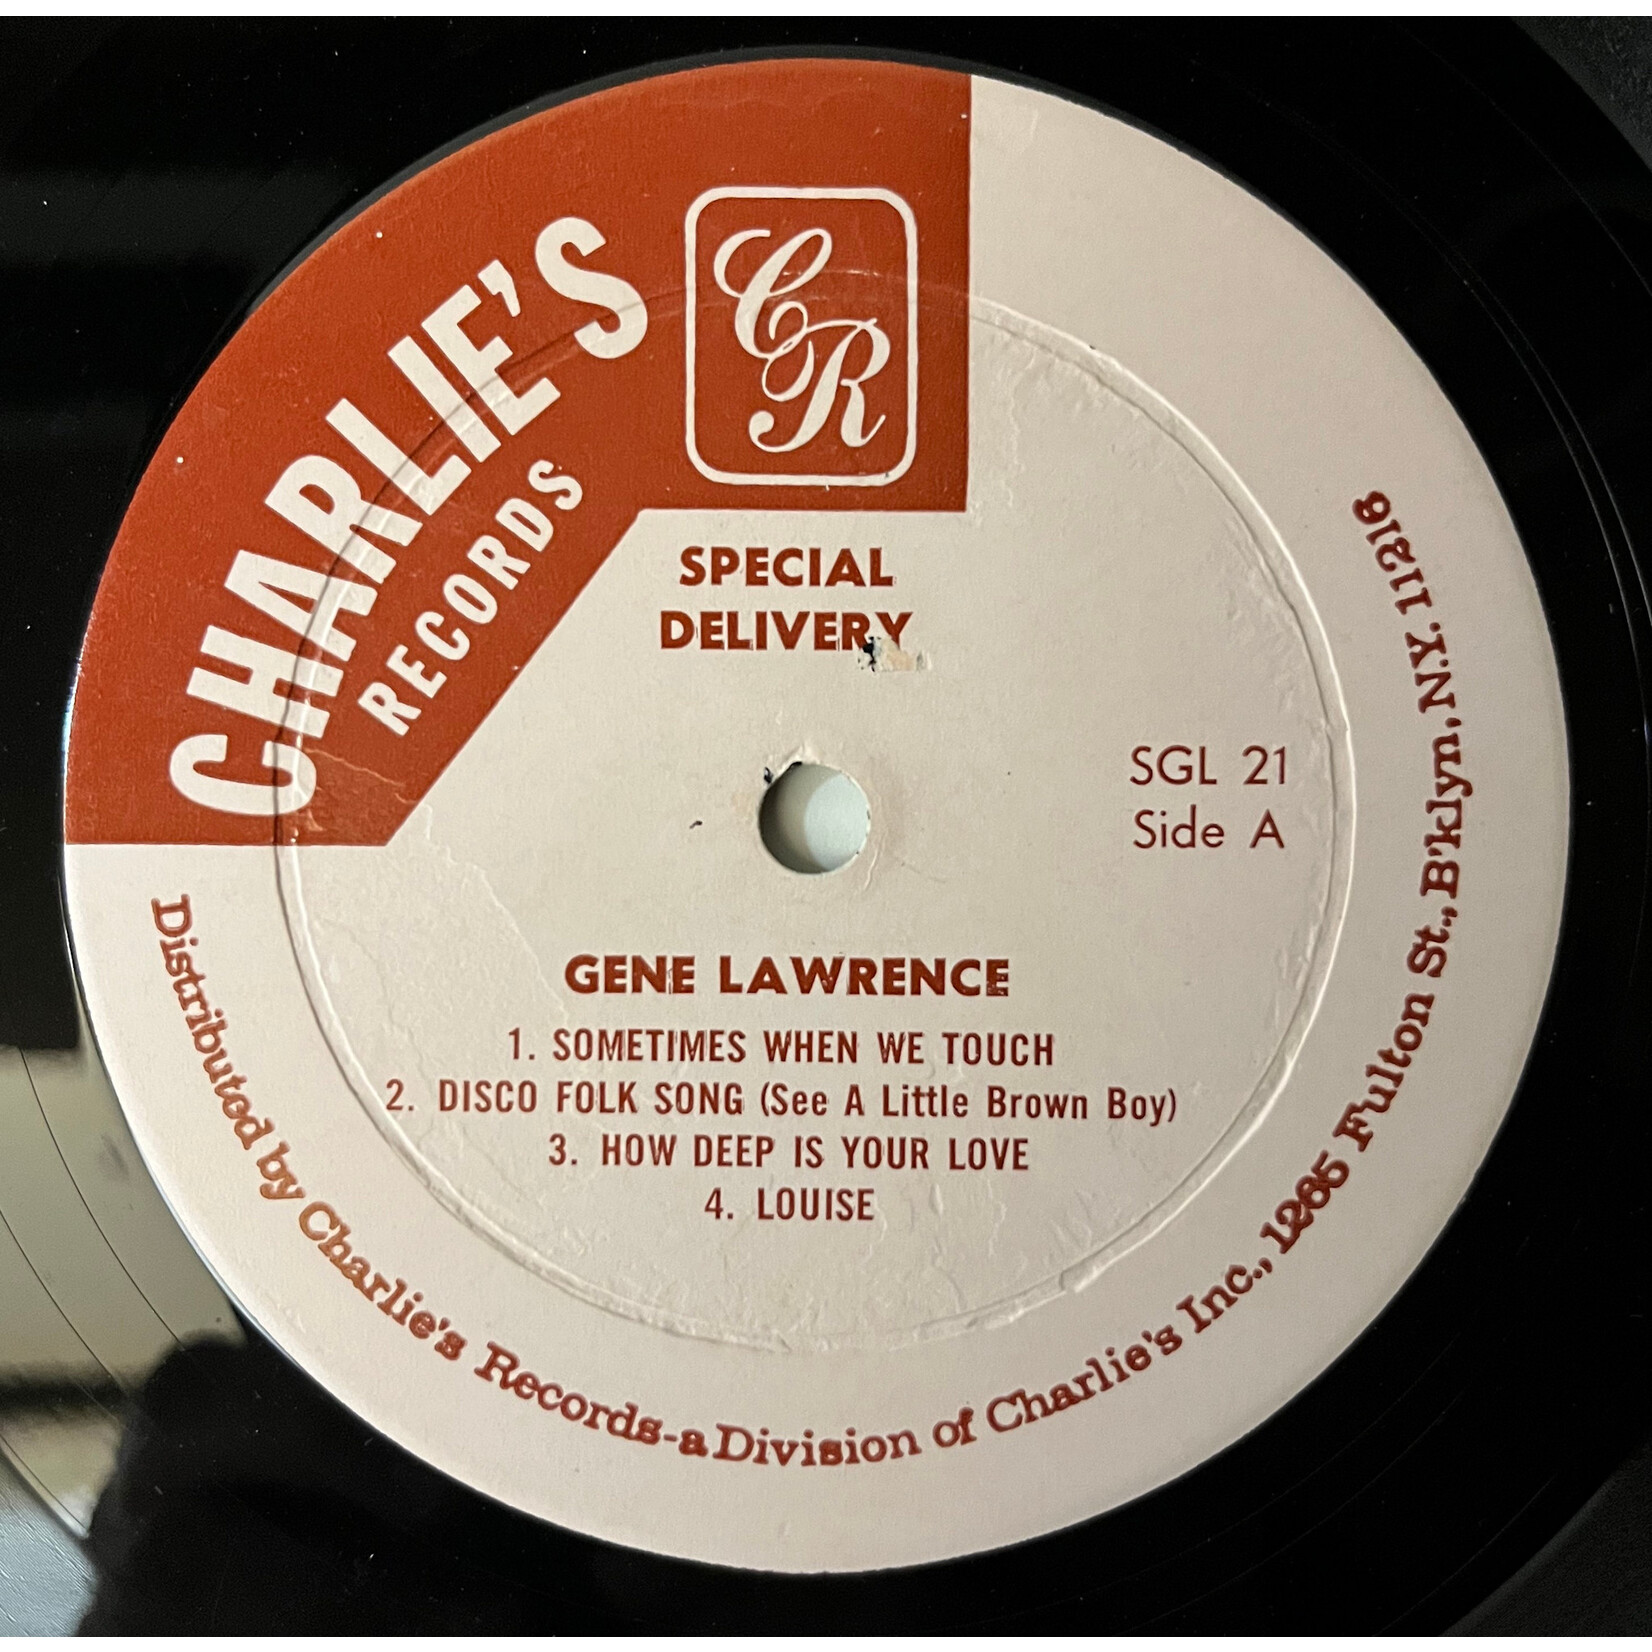 CHARLIE'S
RECORDS
CR
SPECIAL
DELIVERY
SGL 21
Side A
GENE LAWRENCE
1. SOMETIMES WHEN WE TOUCH
2. DISCO FOLK SONG (See A Little Brown Boy)
3. HOW DEEP IS YOUR LOVE
4. LOUISE
Distributed by Charlie's Records-a Division of Charlie's Inc., 1265 Fulton St., B'klyn. N.Y. 11216